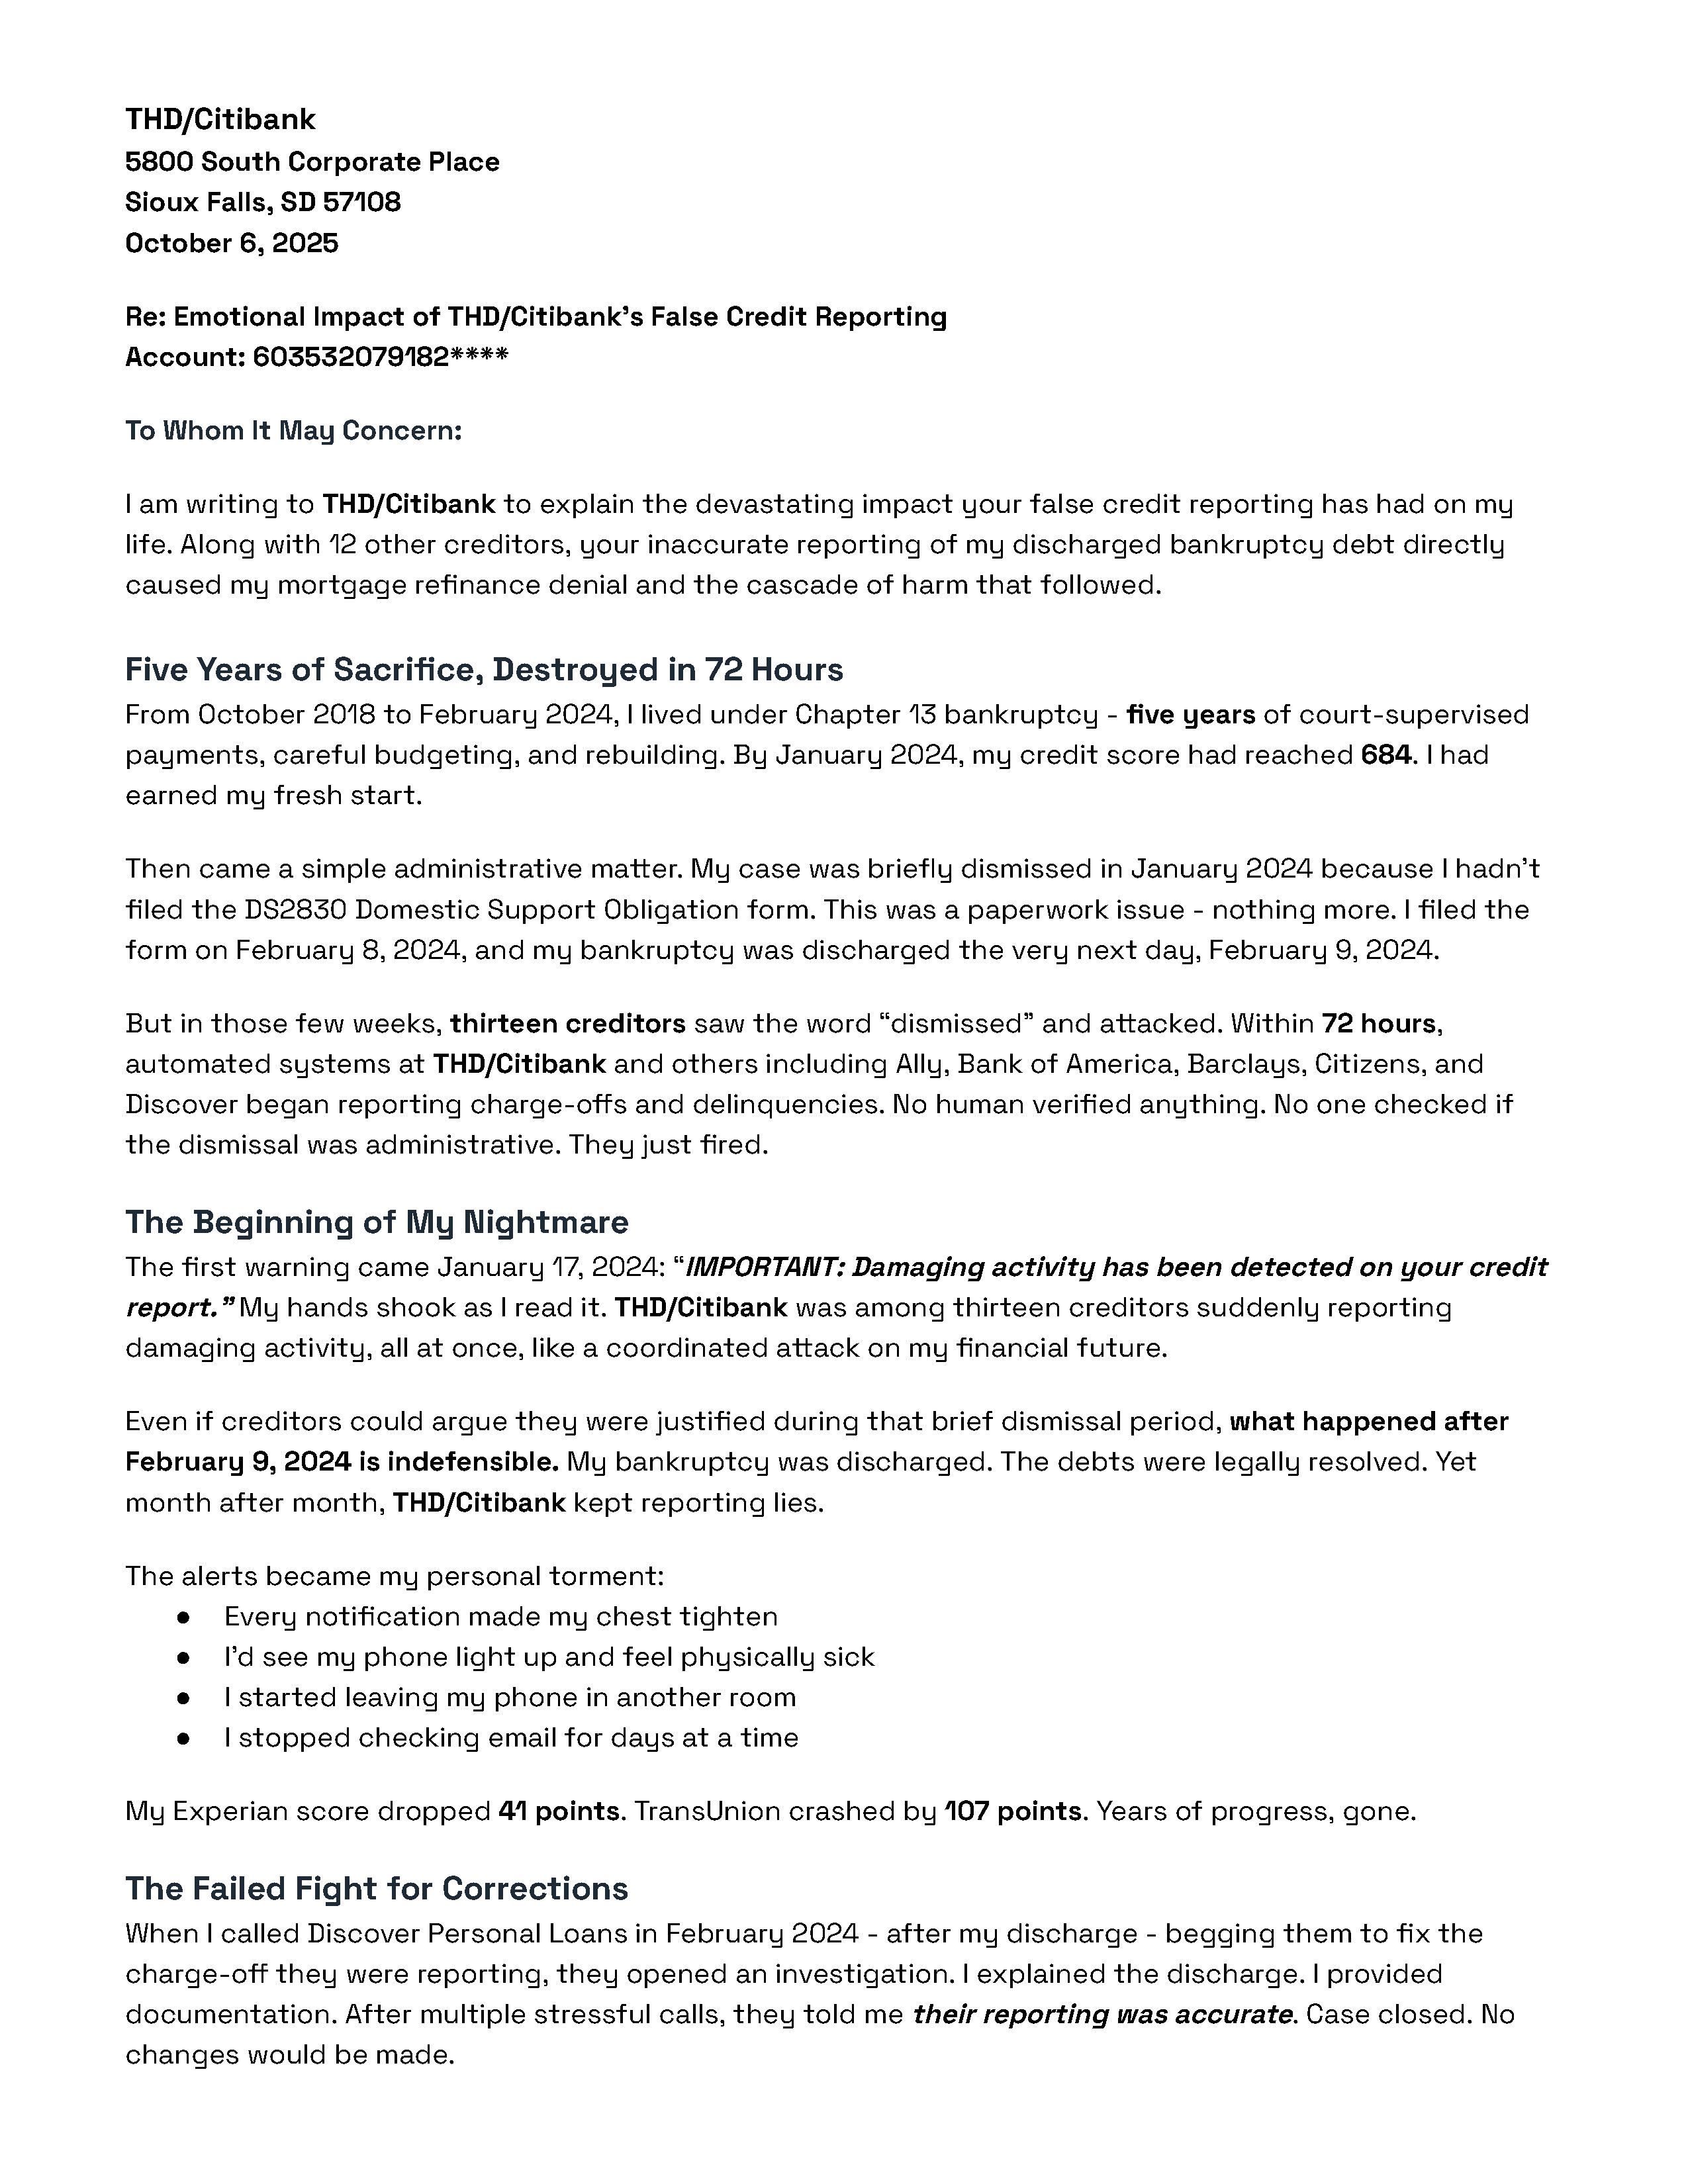 THD/Citibank
5800 South Corporate Place
Sioux Falls, SD 57108
October 6, 2025
Re: Emotional Impact of THD/Citibank's False Credit Reporting
Account: 603532079182****
To Whom It May Concern:
I am writing to THD/Citibank to explain the devastating impact your false credit reporting has had on my
life. Along with 12 other creditors, your inaccurate reporting of my discharged bankruptcy debt directly
caused my mortgage refinance denial and the cascade of harm that followed.
Five Years of Sacrifice, Destroyed in 72 Hours
From October 2018 to February 2024, I lived under Chapter 13 bankruptcy - five years of court-supervised
payments, careful budgeting, and rebuilding. By January 2024, my credit score had reached 684. I had
earned my fresh start.
Then came a simple administrative matter. My case was briefly dismissed in January 2024 because I hadn't
filed the DS2830 Domestic Support Obligation form. This was a paperwork issue - nothing more. I filed the
form on February 8, 2024, and my bankruptcy was discharged the very next day, February 9, 2024.
But in those few weeks, thirteen creditors saw the word “dismissed” and attacked. Within 72 hours,
automated systems at THD/Citibank and others including Ally, Bank of America, Barclays, Citizens, and
Discover began reporting charge-offs and delinquencies. No human verified anything. No one checked if
the dismissal was administrative. They just fired.
The Beginning of My Nightmare
The first warning came January 17, 2024: “IMPORTANT: Damaging activity has been detected on your credit
report.” My hands shook as I read it. THD/Citibank was among thirteen creditors suddenly reporting
damaging activity, all at once, like a coordinated attack on my financial future.
Even if creditors could argue they were justified during that brief dismissal period, what happened after
February 9, 2024 is indefensible. My bankruptcy was discharged. The debts were legally resolved. Yet
month after month, THD/Citibank kept reporting lies.
The alerts became my personal torment:
● Every notification made my chest tighten
● I'd see my phone light up and feel physically sick
● I started leaving my phone in another room
● I stopped checking email for days at a time
My Experian score dropped 41 points. TransUnion crashed by 107 points. Years of progress, gone.
The Failed Fight for Corrections
When I called Discover Personal Loans in February 2024 - after my discharge - begging them to fix the
charge-off they were reporting, they opened an investigation. I explained the discharge. I provided
documentation. After multiple stressful calls, they told me their reporting was accurate. Case closed. No
changes would be made.